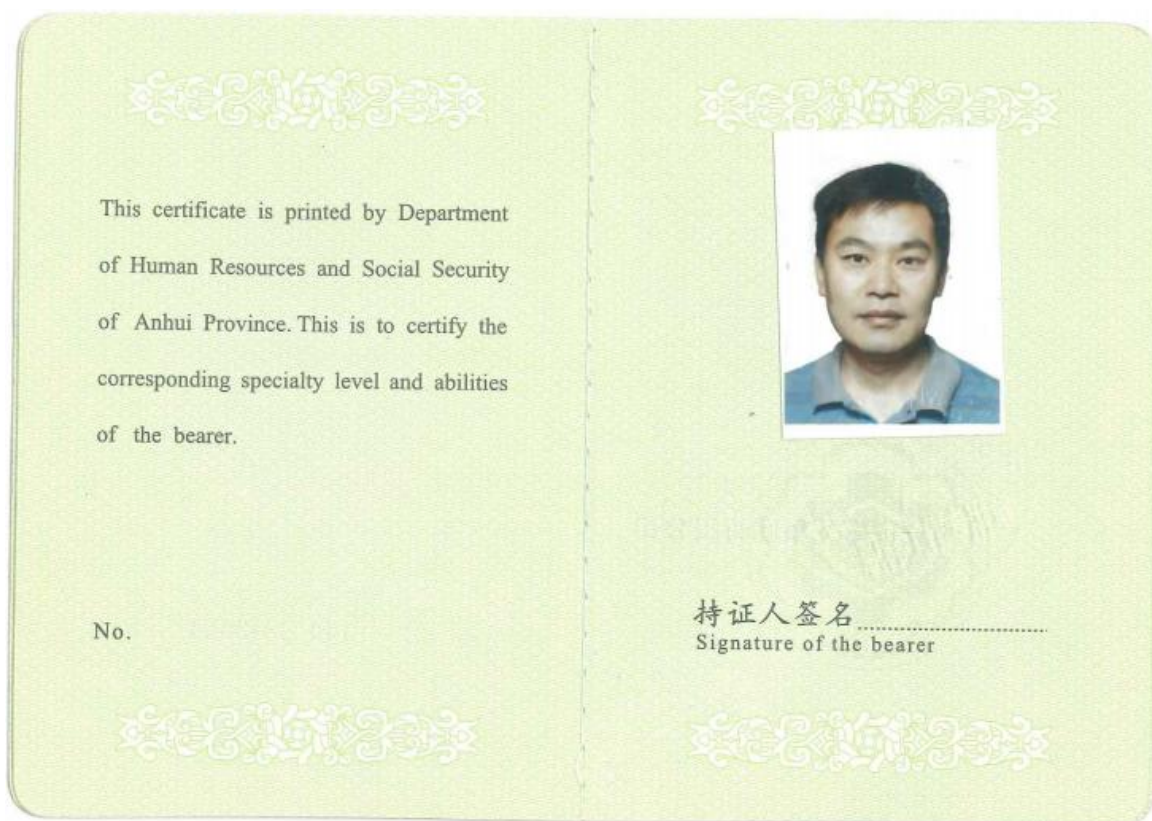 This certificate is printed by Department
of Human Resources and Social Security
of Anhui Province. This is to certify the
corresponding specialty level and abilities
of the bearer.
No.
持证人签名
Signature of the bearer